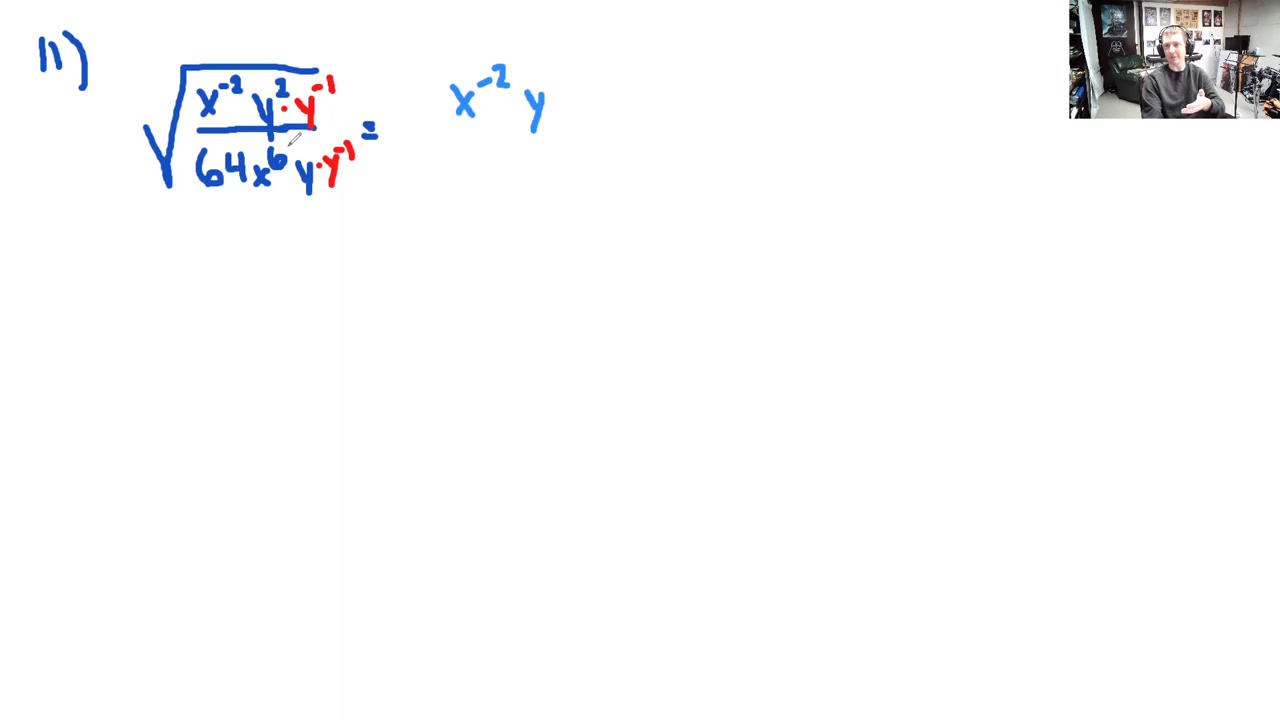 11)
√(x⁻² y² · y⁻¹ / 64x⁶ y · y⁻¹) = x⁻² y